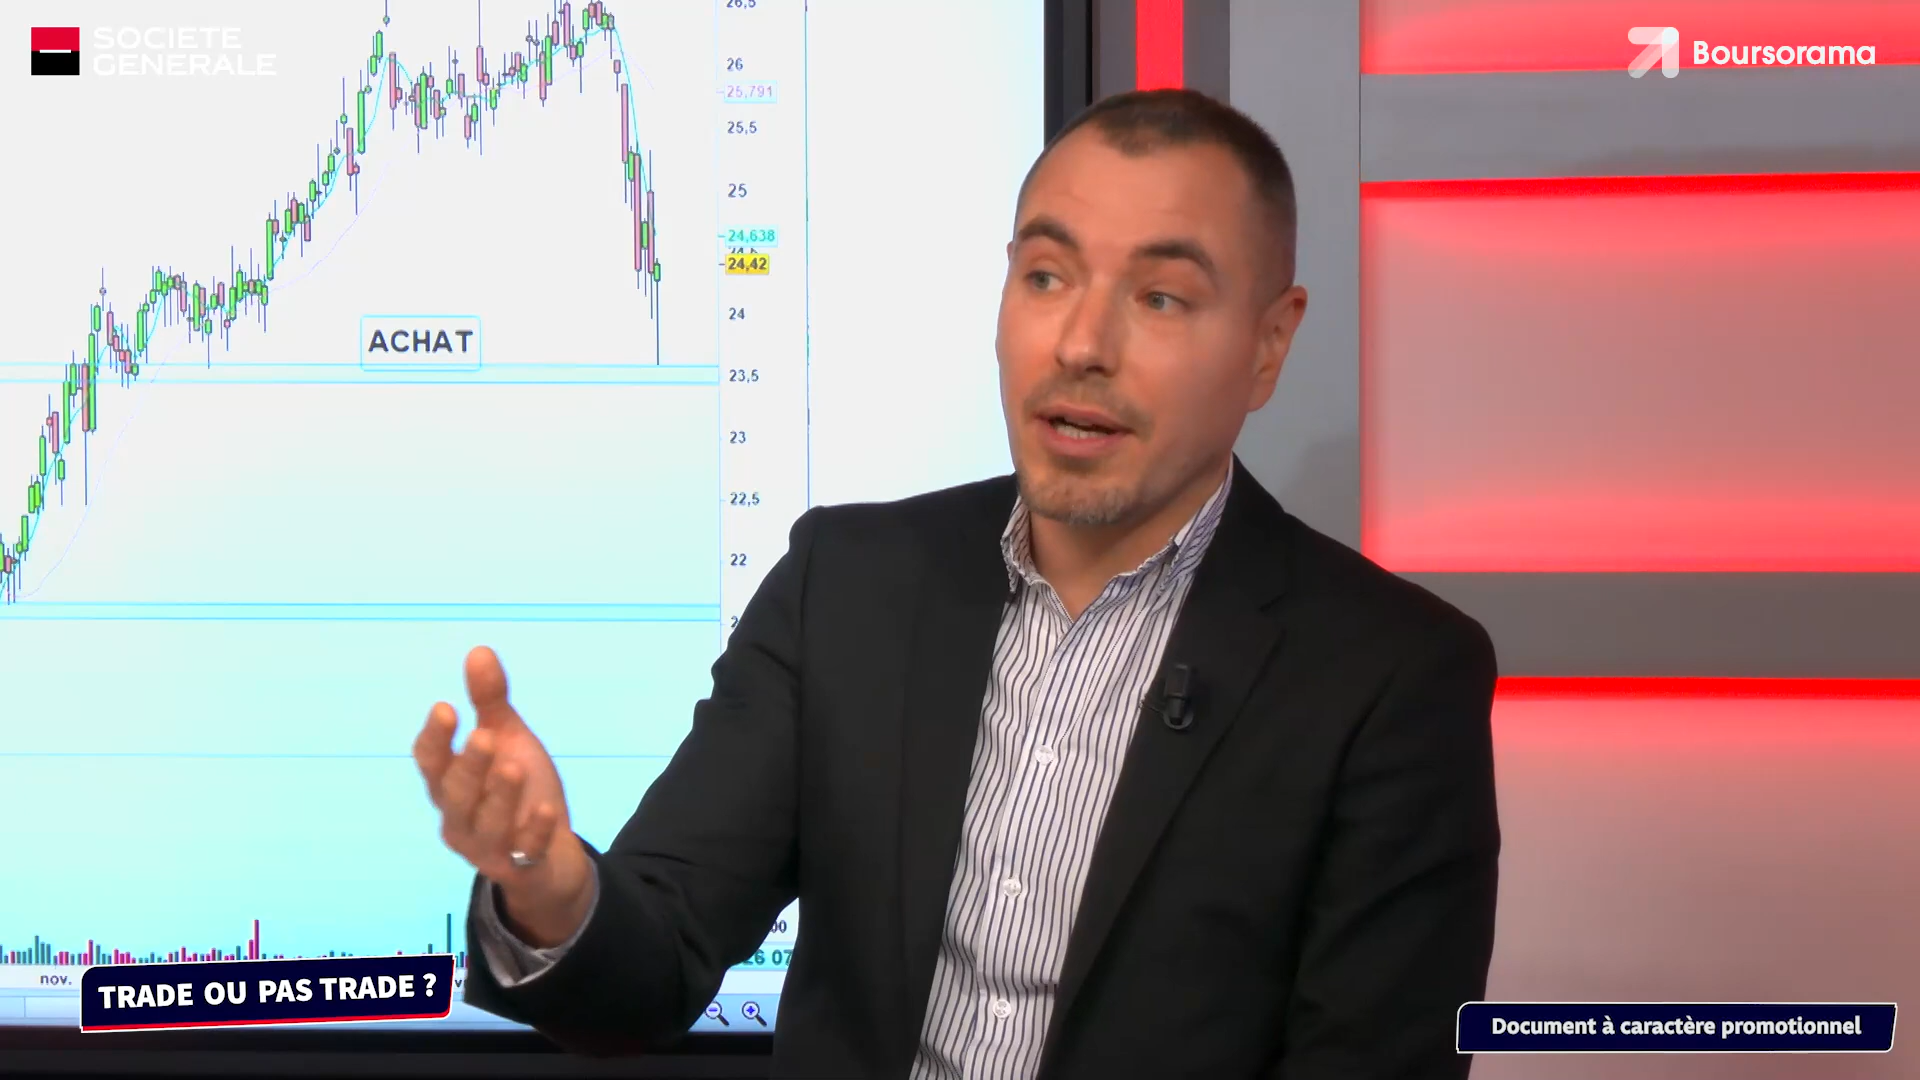 SOCIETE
GENERALE
Boursorama
26,5
26
25,791
25,5
25
24,638
24,42
24
ACHAT
23,5
23
22,5
22
nov.
TRADE OU PAS TRADE ?
Document à caractère promotionnel